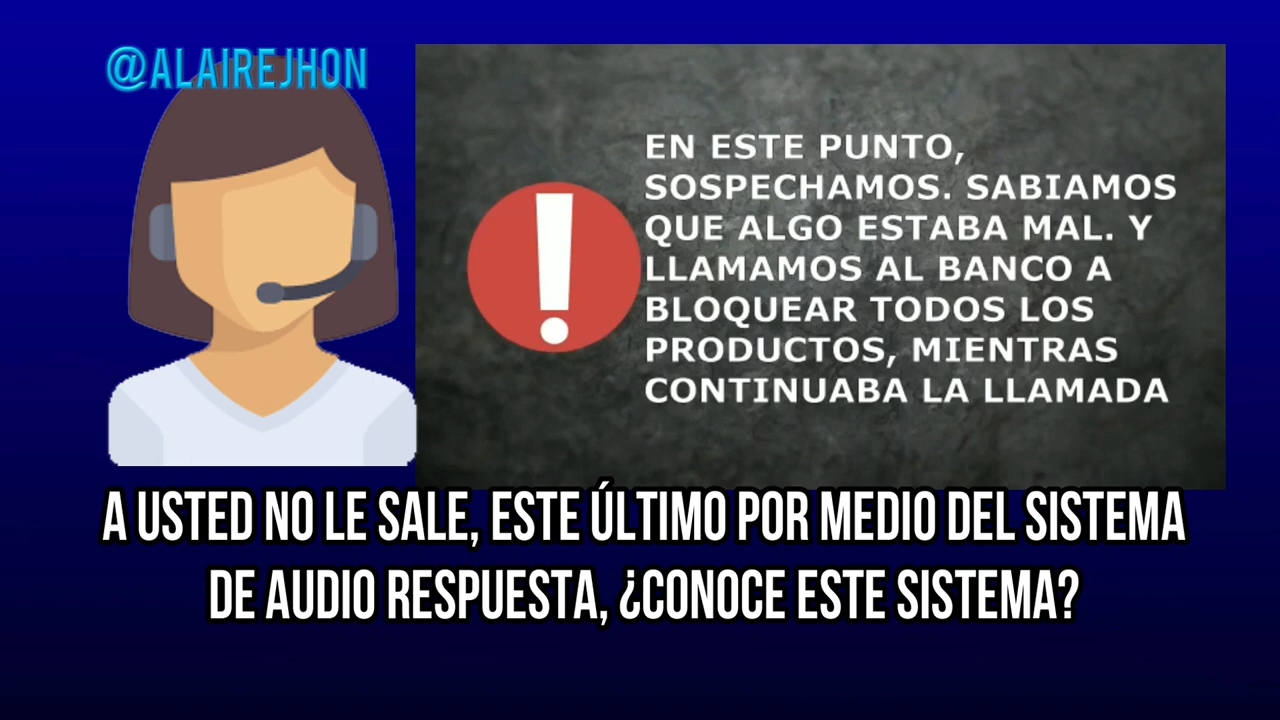 @ALAIREJHON
EN ESTE PUNTO,
SOSPECHAMOS. SABIAMOS
QUE ALGO ESTABA MAL. Y
LLAMAMOS AL BANCO A
BLOQUEAR TODOS LOS
PRODUCTOS, MIENTRAS
CONTINUABA LA LLAMADA
A USTED NO LE SALE, ESTE ÚLTIMO POR MEDIO DEL SISTEMA
DE AUDIO RESPUESTA, ¿CONOCE ESTE SISTEMA?